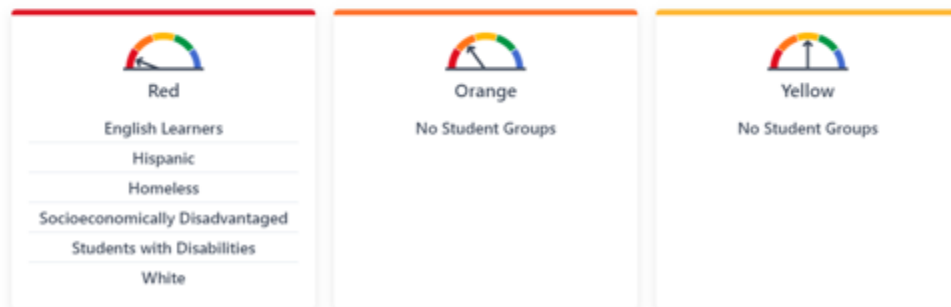 Red
English Learners
Hispanic
Homeless
Socioeconomically Disadvantaged
Students with Disabilities
White
Orange
No Student Groups
Yellow
No Student Groups